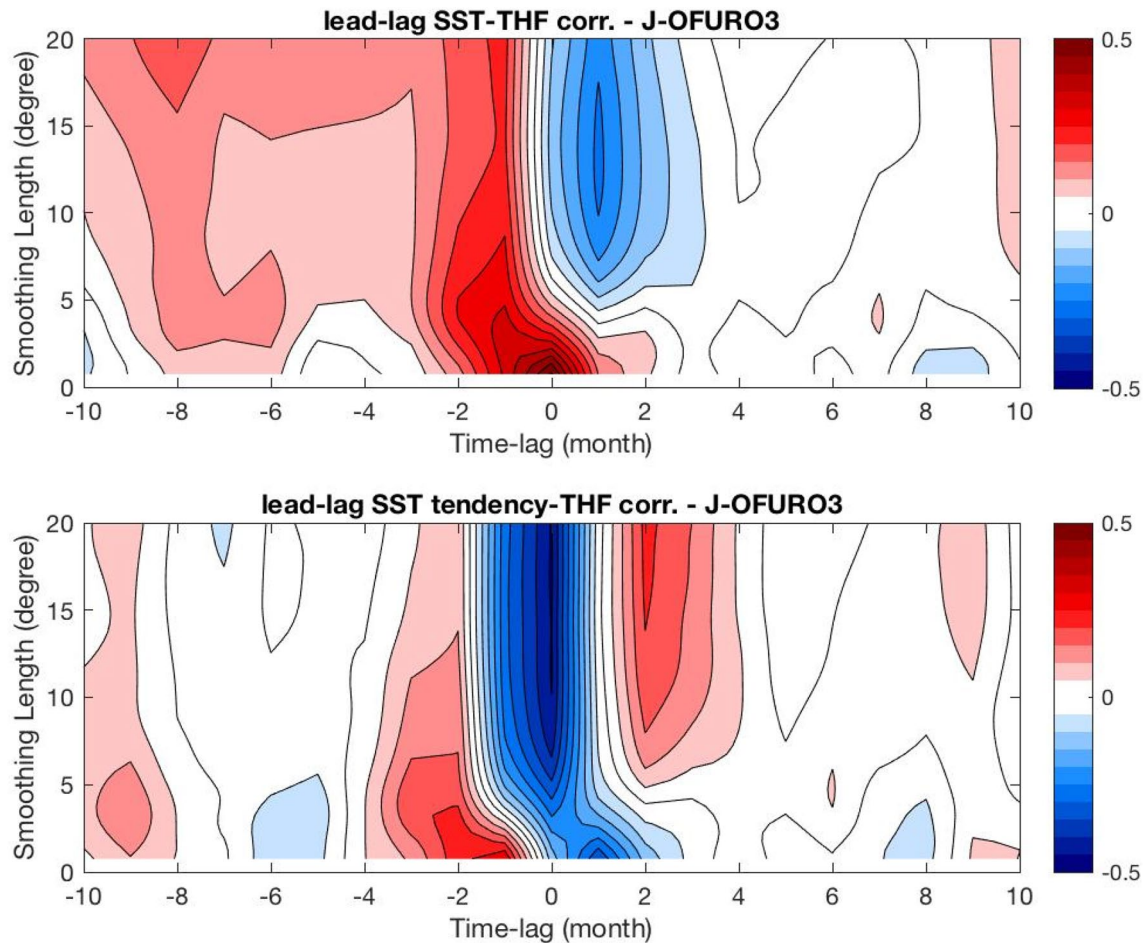 lead-lag SST-THF corr. - J-OFURO3
20
15
10
5
0
Smoothing Length (degree)
-10 -8 -6 -4 -2 0 2 4 6 8 10
Time-lag (month)
0.5
0
-0.5
lead-lag SST tendency-THF corr. - J-OFURO3
20
15
10
5
0
Smoothing Length (degree)
-10 -8 -6 -4 -2 0 2 4 6 8 10
Time-lag (month)
0.5
0
-0.5